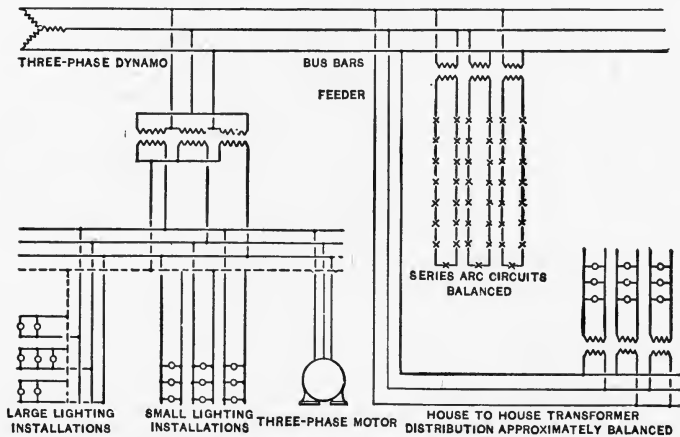 THREE-PHASE DYNAMO
BUS BARS
FEEDER
SERIES ARC CIRCUITS
BALANCED
LARGE LIGHTING
INSTALLATIONS
SMALL LIGHTING
INSTALLATIONS
THREE-PHASE MOTOR
HOUSE TO HOUSE TRANSFORMER
DISTRIBUTION APPROXIMATELY BALANCED